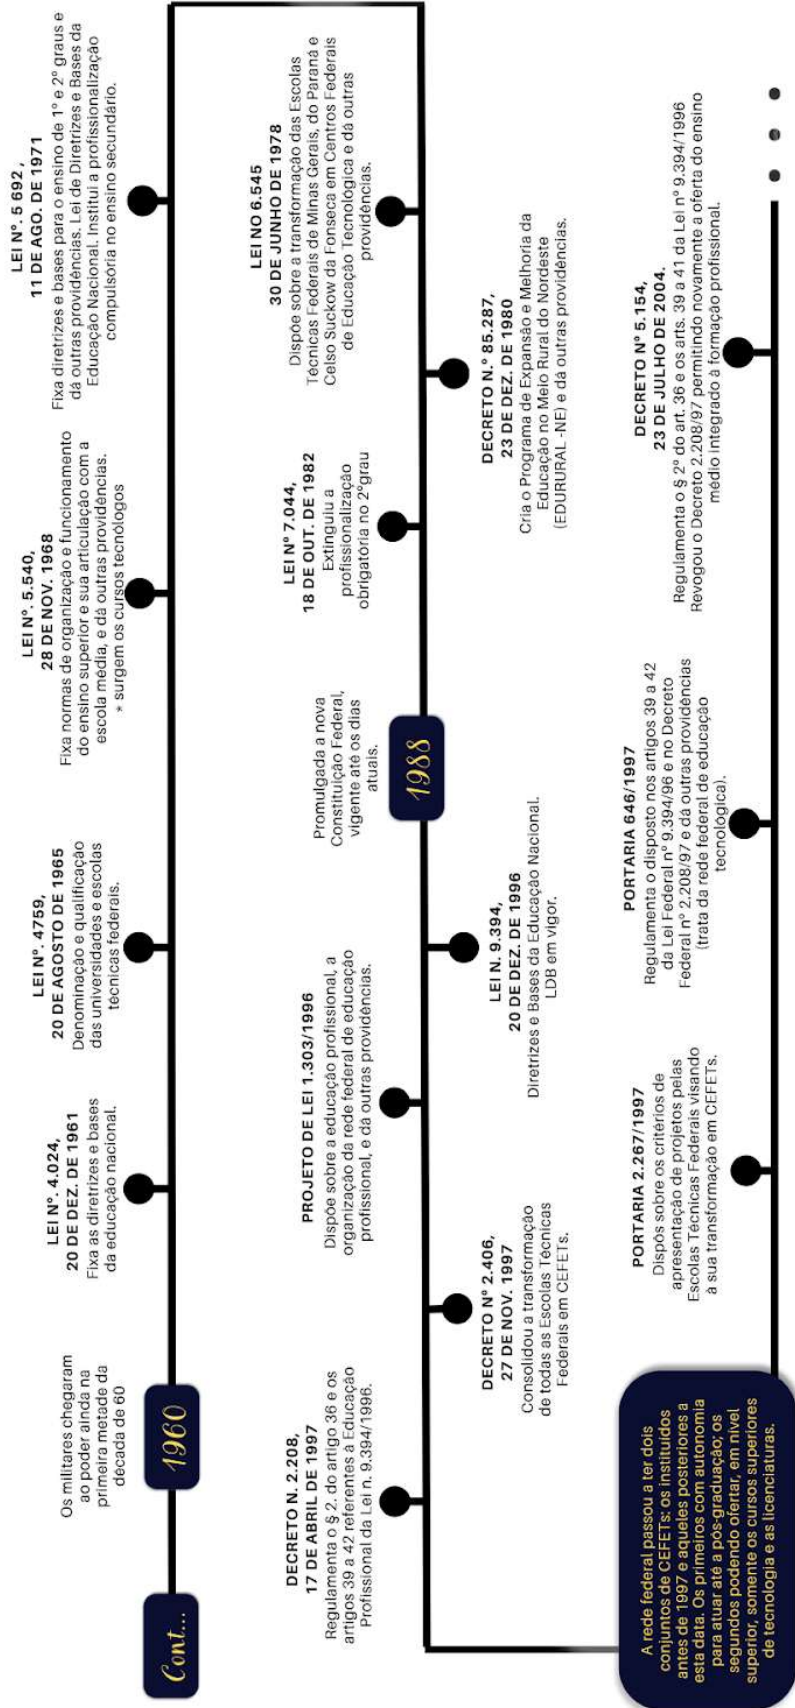 Cont...
Os militares chegaram
ao poder ainda na
primeira metade da
década de 60
1960
LEI Nº. 4.024,
20 DE DEZ. DE 1961
Fixa as diretrizes e bases
da educação nacional.
LEI Nº. 4759,
20 DE AGOSTO DE 1965
Denominação e qualificação
das universidades e escolas
técnicas federais.
LEI Nº. 5.540,
28 DE NOV. 1968
Fixa normas de organização e funcionamento
do ensino superior e sua articulação com a
escola média, e dá outras providências.
* surgem os cursos tecnólogos
LEI Nº. 5 692 ,
11 DE AGO. DE 1971
Fixa diretrizes e bases para o ensino de 1° e 2° graus e
dá outras providências. Lei de Diretrizes e Bases da
Educação Nacional. Institui a profissionalização
compulsória no ensino secundário.
LEI NO 6.545
30 DE JUNHO DE 1978
Dispõe sobre a transformação das Escolas
Técnicas Federais de Minas Gerais, do Paraná e
Celso Suckow da Fonseca em Centros Federais
de Educação Tecnológica e dá outras
providências.
DECRETO N.° 85.287,
23 DE DEZ. DE 1980
Cria o Programa de Expansão e Melhoria da
Educação no Meio Rural do Nordeste
(EDURURAL -NE) e dá outras providências.
LEI N° 7.044,
18 DE OUT. DE 1982
Extinguiu a
profissionalização
obrigatória no 2ºgrau
Promulgada a nova
Constituição Federal,
vigente até os dias
atuais.
1988
LEI N. 9.394,
20 DE DEZ. DE 1996
Diretrizes e Bases da Educação Nacional.
LDB em vigor.
PROJETO DE LEI 1.303/1996
Dispõe sobre a educação profissional, a
organização da rede federal de educação
profissional, e dá outras providências.
DECRETO Nº 2.406,
27 DE NOV. 1997
Consolidou a transformação
de todas as Escolas Técnicas
Federais em CEFETs.
DECRETO N. 2.208,
17 DE ABRIL DE 1997
Regulamenta o § 2. do artigo 36 e os
artigos 39 a 42 referentes à Educação
Profissional da Lei n. 9.394/1996.
A rede federal passou a ter dois
conjuntos de CEFETs: os instituídos
antes de 1997 e aqueles posteriores a
esta data. Os primeiros com autonomia
para atuar até a pós-graduação; os
segundos podendo ofertar, em nível
superior, somente os cursos superiores
de tecnologia e as licenciaturas.
PORTARIA 2.267/1997
Dispôs sobre os critérios de
apresentação de projetos pelas
Escolas Técnicas Federais visando
à sua transformação em CEFETs.
PORTARIA 646/1997
Regulamenta o disposto nos artigos 39 a 42
da Lei Federal n° 9.394/96 e no Decreto
Federal n° 2.208/97 e dá outras providências
(trata da rede federal de educação
tecnológica).
DECRETO Nº 5.154,
23 DE JULHO DE 2004.
Regulamenta o § 2º do art. 36 e os arts. 39 a 41 da Lei nº 9.394/1996
Revogou o Decreto 2.208/97 permitindo novamente a oferta do ensino
médio integrado à formação profissional.